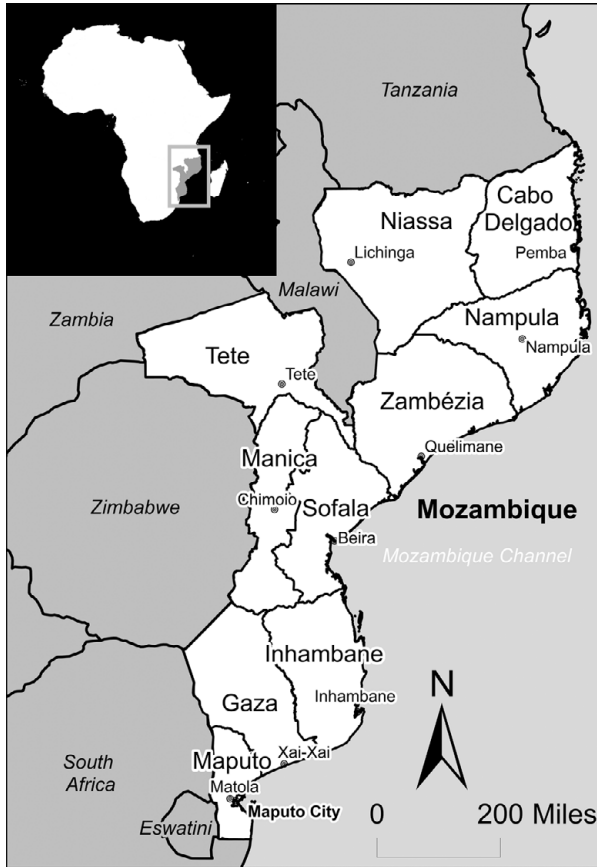 Tanzania
Cabo
Delgado
Niassa
Pemba
Lichinga
Malawi
Zambia
Nampula
Nampula
Tete
Tete
Zambézia
Quelimane
Manica
Chimoio
Sofala
Zimbabwe
Mozambique
Beira
Mozambique Channel
Inhambane
Inhambane
Gaza
N
South
Africa
Maputo
Xai-Xai
Matola
Maputo City
Eswatini
0 200 Miles